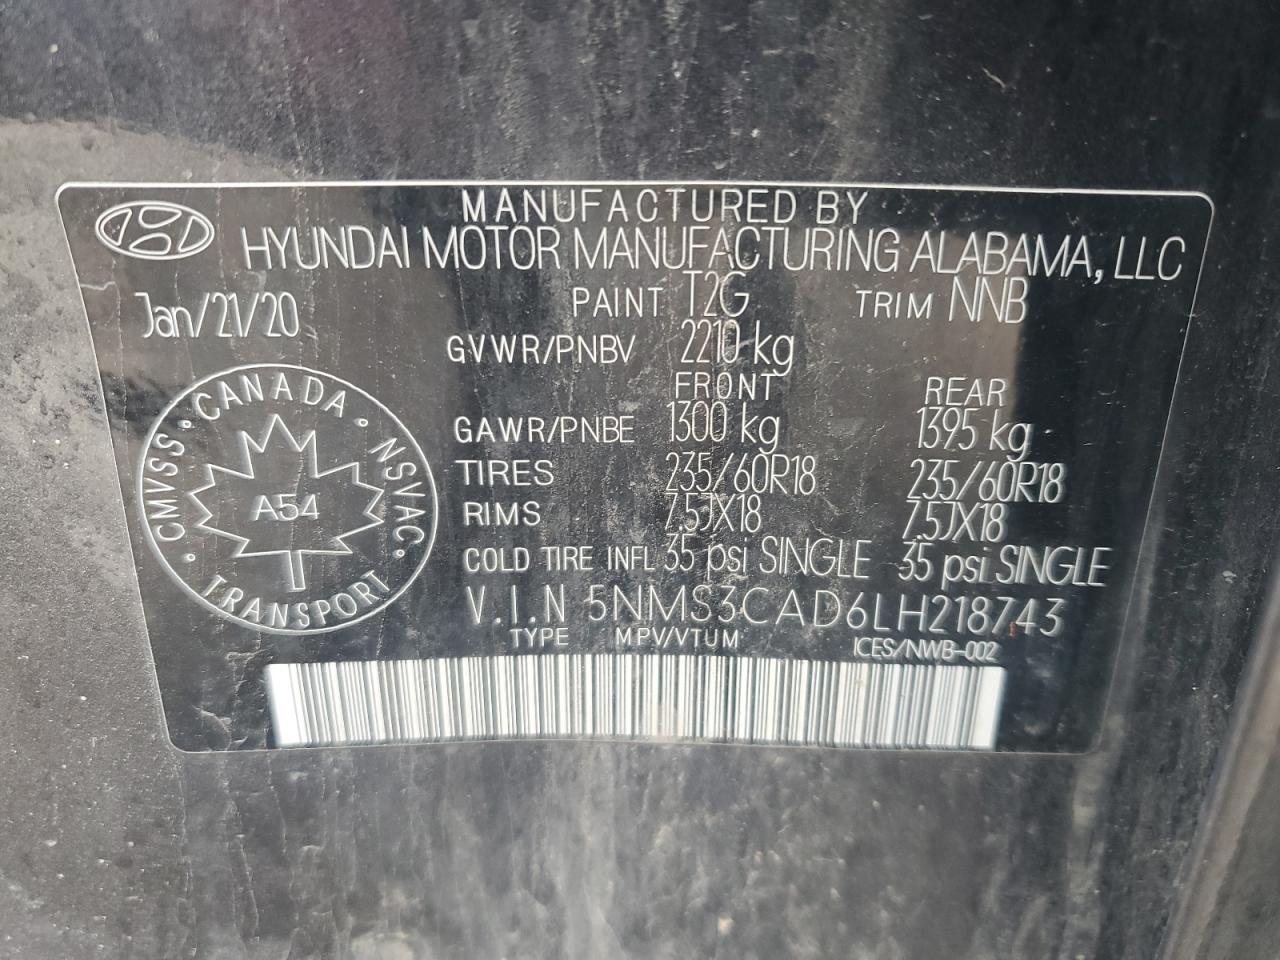 MANUFACTURED BY
HYUNDAI MOTOR MANUFACTURING ALABAMA, LLC
Jan/21/20 PAINT T2G TRIM NNB
GVWR/PNBV 2210 kg
FRONT REAR
GAWR/PNBE 1300 kg 1395 kg
TIRES 235/60R18 235/60R18
RIMS 7.5JX18 7.5JX18
COLD TIRE INFL 35 psi SINGLE 35 psi SINGLE
V.I.N 5NMS3CAD6LH218743
TYPE MPV/VTUM ICES/NWB-002
CMVSS · CANADA · NSVAC ·
A54
TRANSPORT